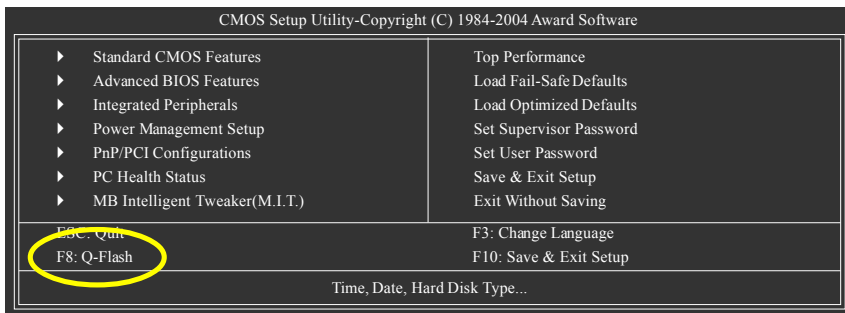 CMOS Setup Utility-Copyright (C) 1984-2004 Award Software
Standard CMOS Features
Advanced BIOS Features
Integrated Peripherals
Power Management Setup
PnP/PCI Configurations
PC Health Status
MB Intelligent Tweaker(M.I.T.)
Top Performance
Load Fail-Safe Defaults
Load Optimized Defaults
Set Supervisor Password
Set User Password
Save & Exit Setup
Exit Without Saving
ESC: Quit
F3: Change Language
F8: Q-Flash
F10: Save & Exit Setup
Time, Date, Hard Disk Type...